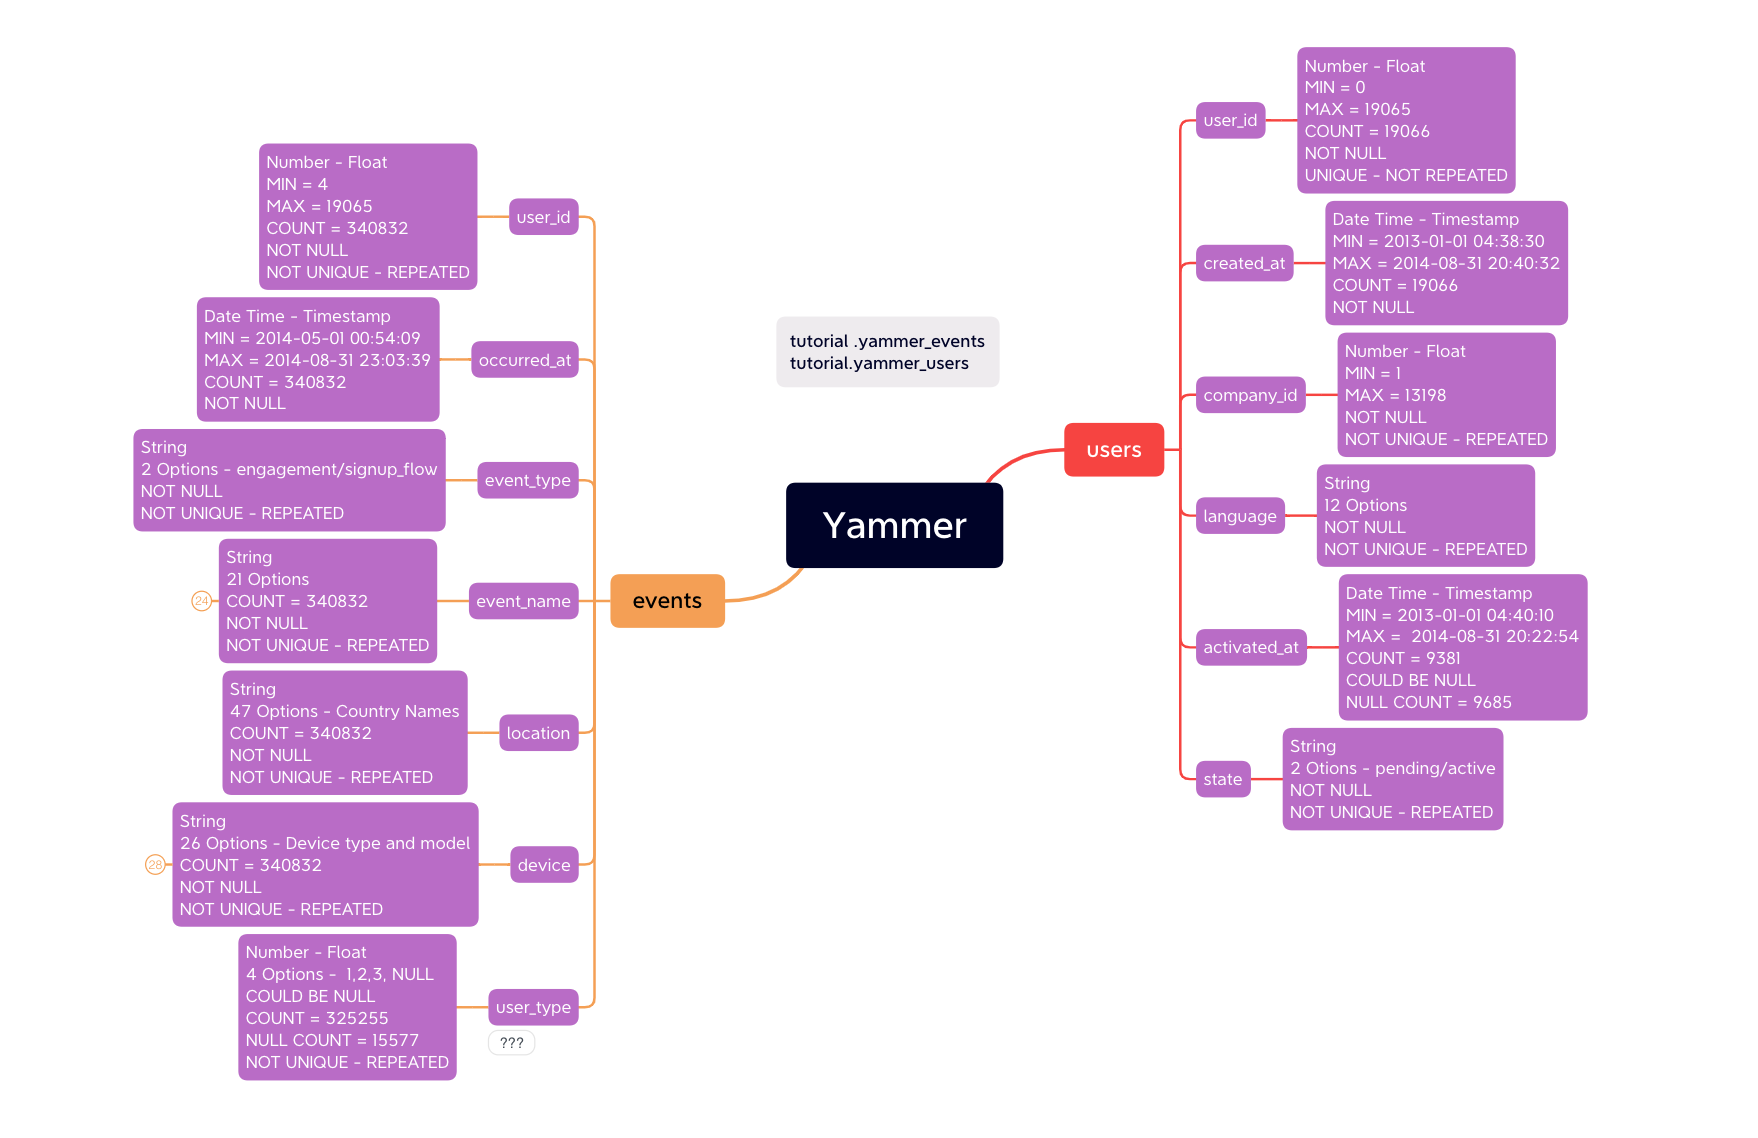 Yammer
tutorial .yammer_events
tutorial.yammer_users
users
user_id
Number - Float
MIN = 0
MAX = 19065
COUNT = 19066
NOT NULL
UNIQUE - NOT REPEATED
created_at
Date Time - Timestamp
MIN = 2013-01-01 04:38:30
MAX = 2014-08-31 20:40:32
COUNT = 19066
NOT NULL
company_id
Number - Float
MIN = 1
MAX = 13198
NOT NULL
NOT UNIQUE - REPEATED
language
String
12 Options
NOT NULL
NOT UNIQUE - REPEATED
activated_at
Date Time - Timestamp
MIN = 2013-01-01 04:40:10
MAX =  2014-08-31 20:22:54
COUNT = 9381
COULD BE NULL
NULL COUNT = 9685
state
String
2 Otions - pending/active
NOT NULL
NOT UNIQUE - REPEATED
events
user_id
Number - Float
MIN = 4
MAX = 19065
COUNT = 340832
NOT NULL
NOT UNIQUE - REPEATED
occurred_at
Date Time - Timestamp
MIN = 2014-05-01 00:54:09
MAX = 2014-08-31 23:03:39
COUNT = 340832
NOT NULL
event_type
String
2 Options - engagement/signup_flow
NOT NULL
NOT UNIQUE - REPEATED
event_name
String
21 Options
COUNT = 340832
NOT NULL
NOT UNIQUE - REPEATED
24
location
String
47 Options - Country Names
COUNT = 340832
NOT NULL
NOT UNIQUE - REPEATED
device
String
26 Options - Device type and model
COUNT = 340832
NOT NULL
NOT UNIQUE - REPEATED
28
user_type
???
Number - Float
4 Options -  1,2,3, NULL
COULD BE NULL
COUNT = 325255
NULL COUNT = 15577
NOT UNIQUE - REPEATED